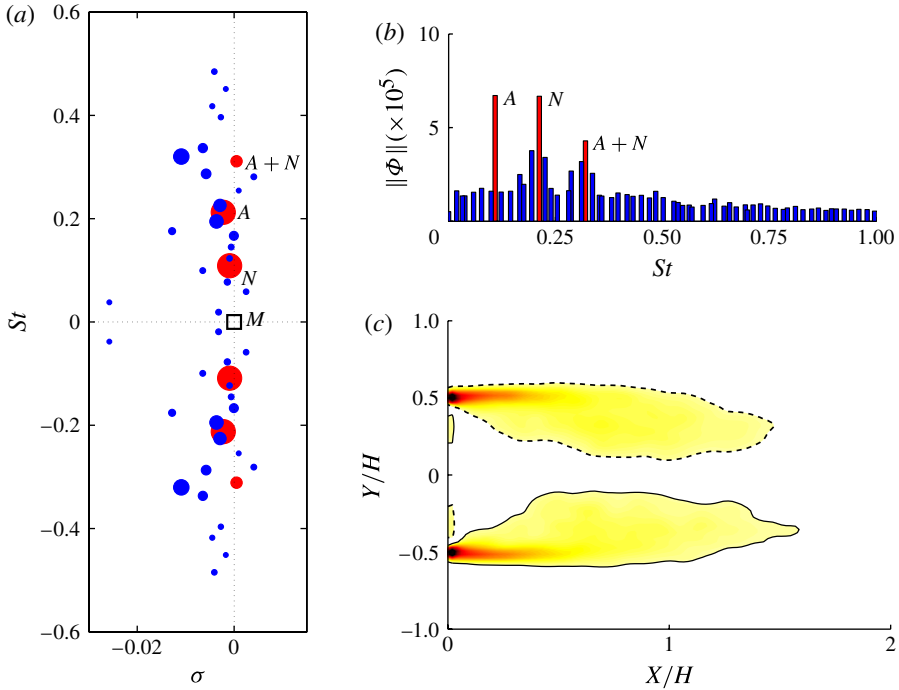 (a)
0.6
0.4
0.2
0
−0.2
−0.4
−0.6
St
−0.02
0
σ
A + N
A
N
M
(b)
10
5
0
0.25
0.50
0.75
1.00
||Φ|| (×10⁵)
St
A
N
A + N
(c)
1.0
0.5
0
−0.5
−1.0
Y/H
0
1
2
X/H